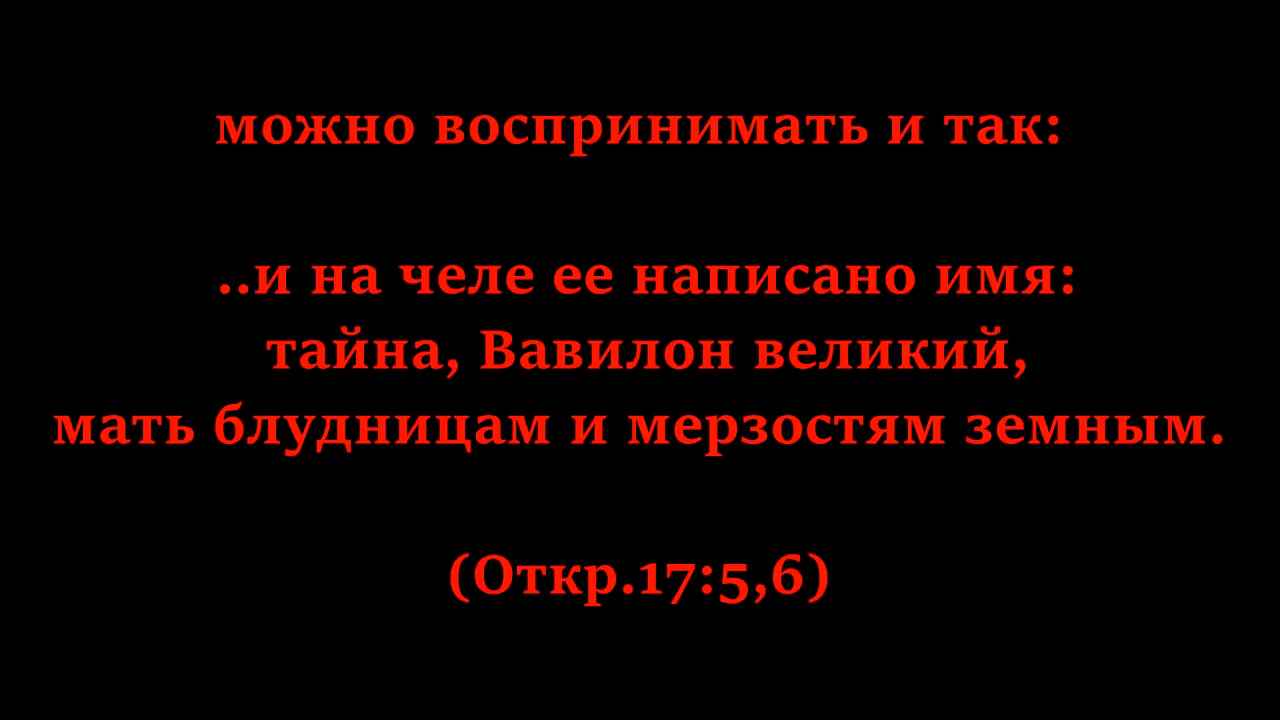 можно воспринимать и так:
..и на челе ее написано имя:
тайна, Вавилон великий,
мать блудницам и мерзостям земным.
(Откр.17:5,6)